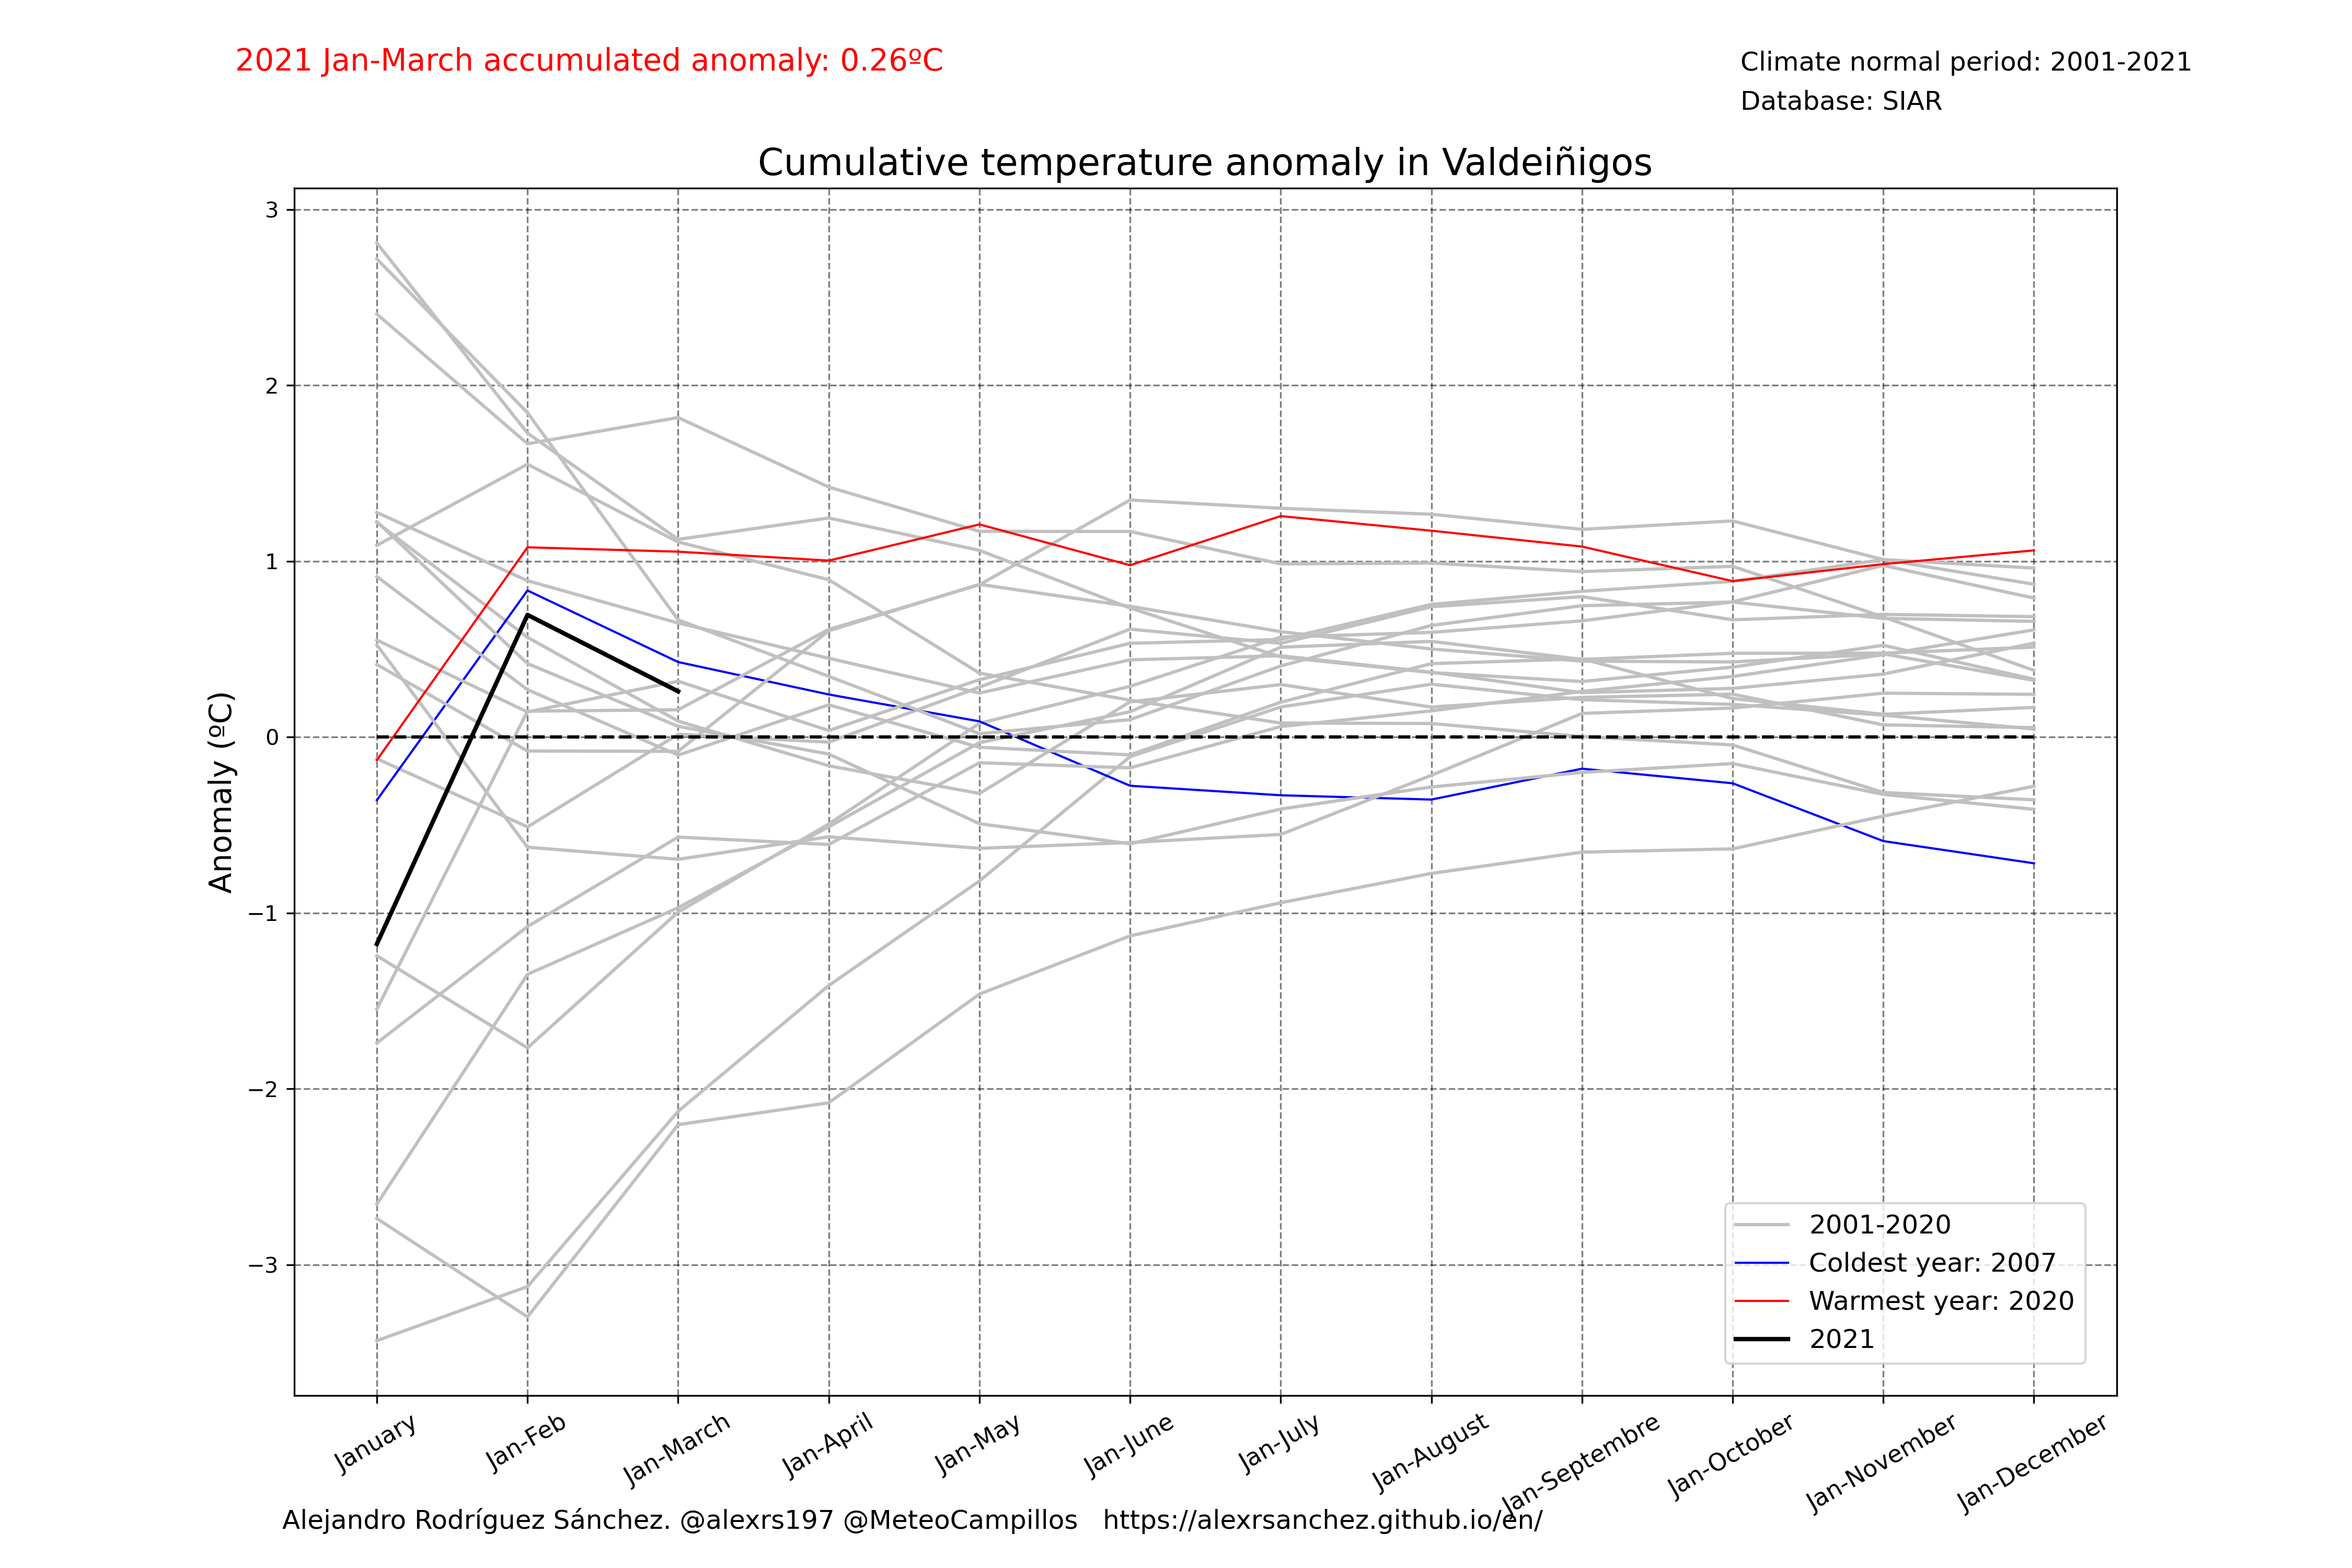 2021 Jan-March accumulated anomaly: 0.26ºC
Climate normal period: 2001-2021
Database: SIAR
Cumulative temperature anomaly in Valdeiñigos
Anomaly (ºC)
3
2
1
0
−1
−2
−3
2001-2020
Coldest year: 2007
Warmest year: 2020
2021
January
Jan-Feb
Jan-March
Jan-April
Jan-May
Jan-June
Jan-July
Jan-August
Jan-Septembre
Jan-October
Jan-November
Jan-December
Alejandro Rodríguez Sánchez. @alexrs197 @MeteoCampillos https://alexrsanchez.github.io/en/